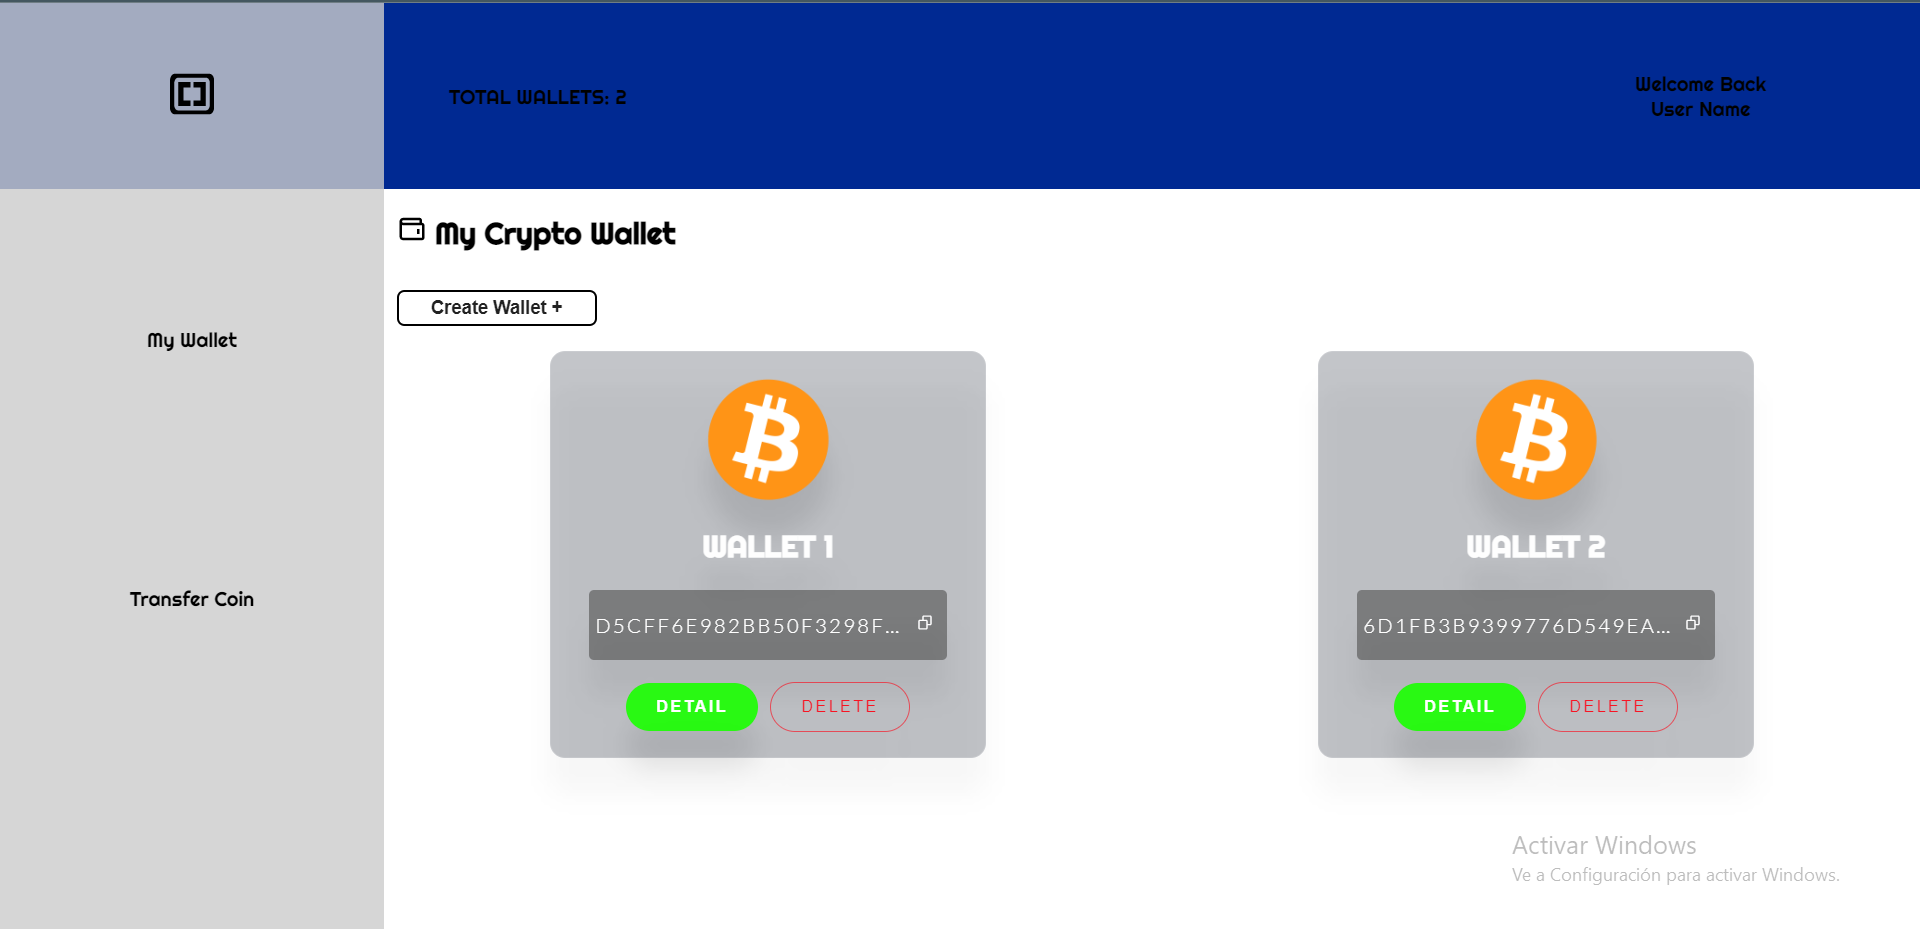 TOTAL WALLETS: 2
Welcome Back
User Name
My Crypto Wallet
Create Wallet +
My Wallet
Transfer Coin
WALLET 1
D5CFF6E982BB50F3298F...
DETAIL
DELETE
WALLET 2
6D1FB3B9399776D549EA...
DETAIL
DELETE
Activar Windows
Ve a Configuración para activar Windows.